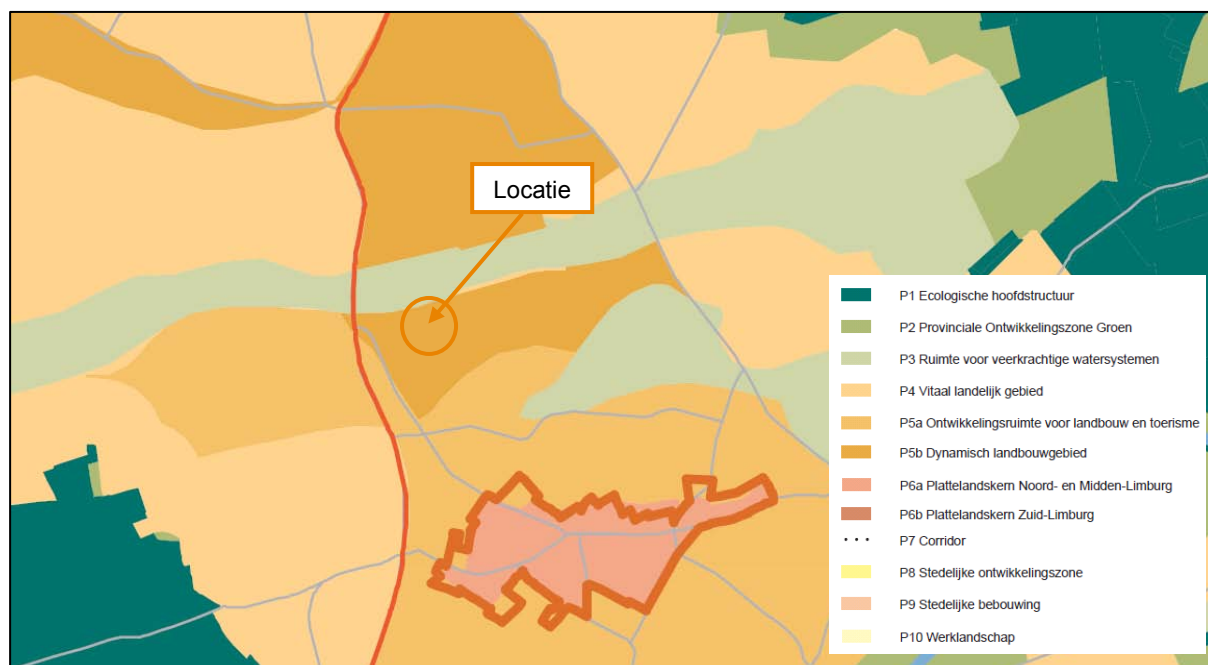 Locatie
P1 Ecologische hoofdstructuur
P2 Provinciale Ontwikkelingszone Groen
P3 Ruimte voor veerkrachtige watersystemen
P4 Vitaal landelijk gebied
P5a Ontwikkelingsruimte voor landbouw en toerisme
P5b Dynamisch landbouwgebied
P6a Plattelandskern Noord- en Midden-Limburg
P6b Plattelandskern Zuid-Limburg
P7 Corridor
P8 Stedelijke ontwikkelingszone
P9 Stedelijke bebouwing
P10 Werklandschap